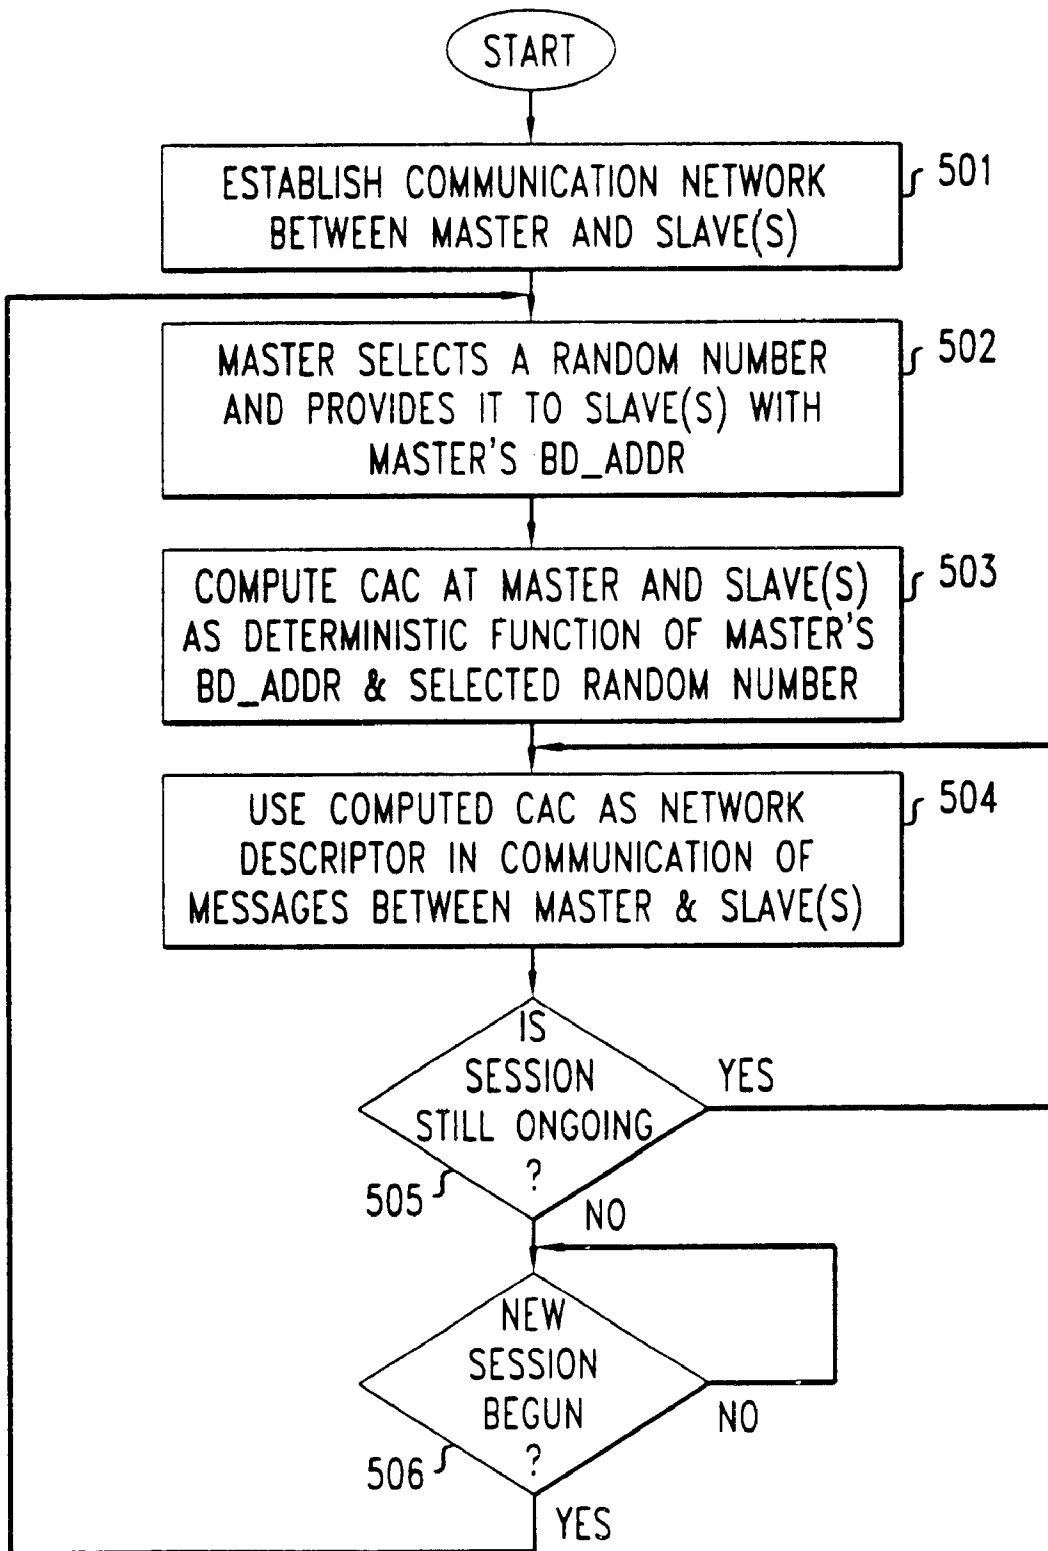 START
ESTABLISH COMMUNICATION NETWORK
BETWEEN MASTER AND SLAVE(S)
501
MASTER SELECTS A RANDOM NUMBER
AND PROVIDES IT TO SLAVE(S) WITH
MASTER'S BD_ADDR
502
COMPUTE CAC AT MASTER AND SLAVE(S)
AS DETERMINISTIC FUNCTION OF MASTER'S
BD_ADDR & SELECTED RANDOM NUMBER
503
USE COMPUTED CAC AS NETWORK
DESCRIPTOR IN COMMUNICATION OF
MESSAGES BETWEEN MASTER & SLAVE(S)
504
IS
SESSION
STILL ONGOING
?
YES
505
NO
NEW
SESSION
BEGUN
?
NO
506
YES